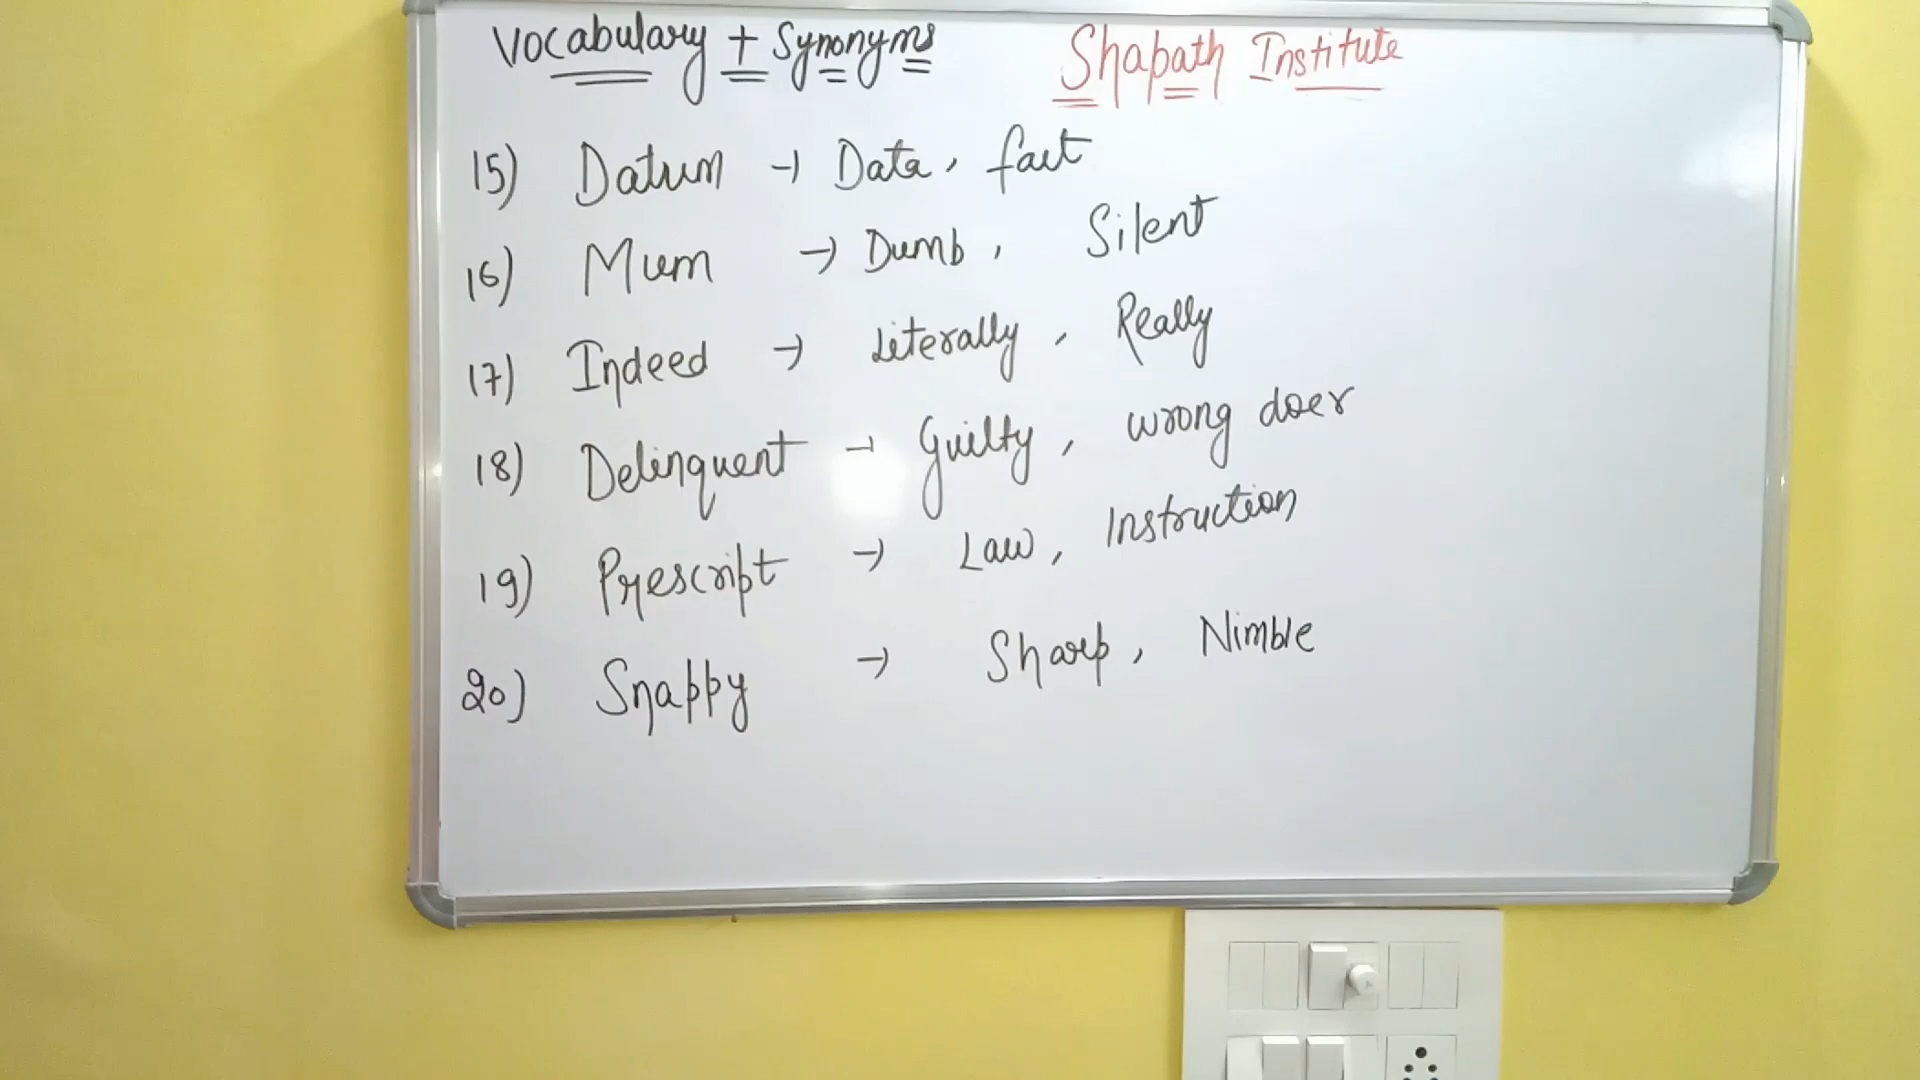 Vocabulary + Synonyms Shapath Institute
15) Datum → Data, fact
16) Mum → Dumb, Silent
17) Indeed → Literally, Really
18) Delinquent → Guilty, wrong doer
19) Prescript → Law, Instruction
20) Snappy → Sharp, Nimble